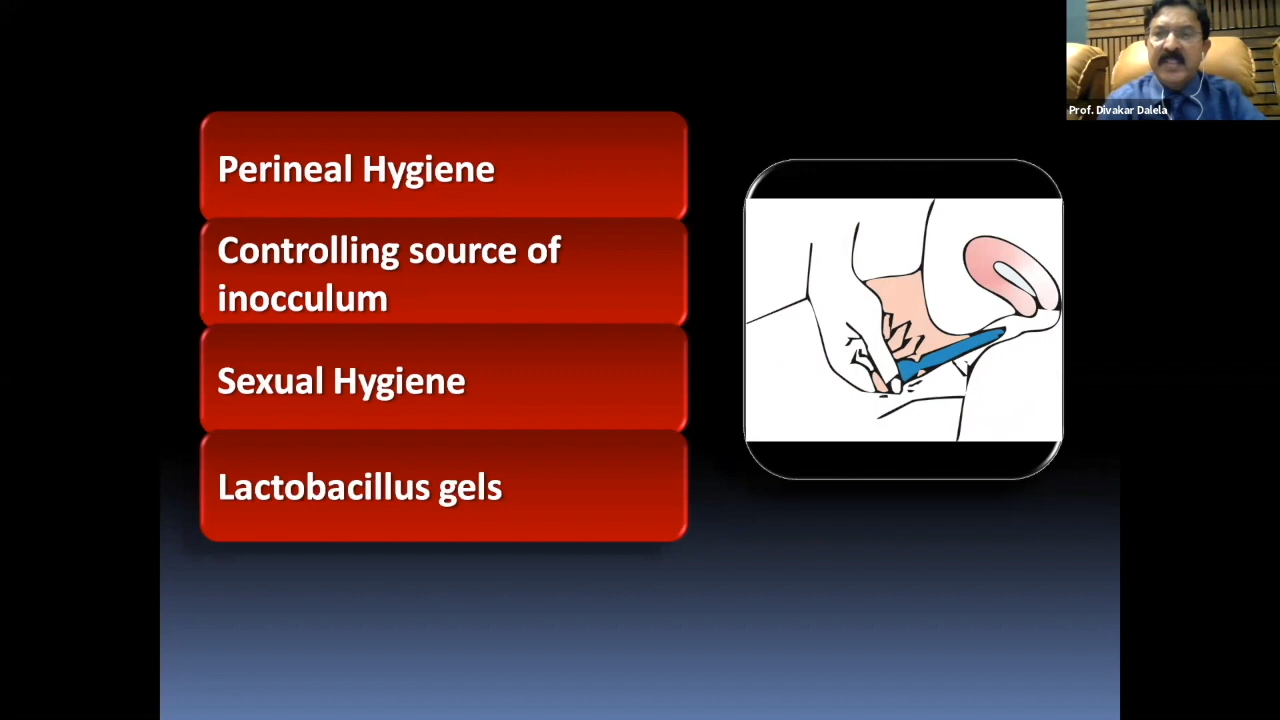 Prof. Divakar Dalela
Perineal Hygiene
Controlling source of
inocculum
Sexual Hygiene
Lactobacillus gels